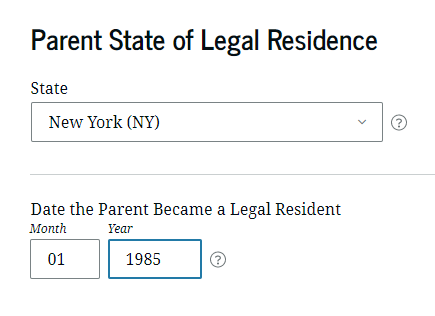 Parent State of Legal Residence
State
New York (NY)
?
Date the Parent Became a Legal Resident
Month Year
01 1985 ?